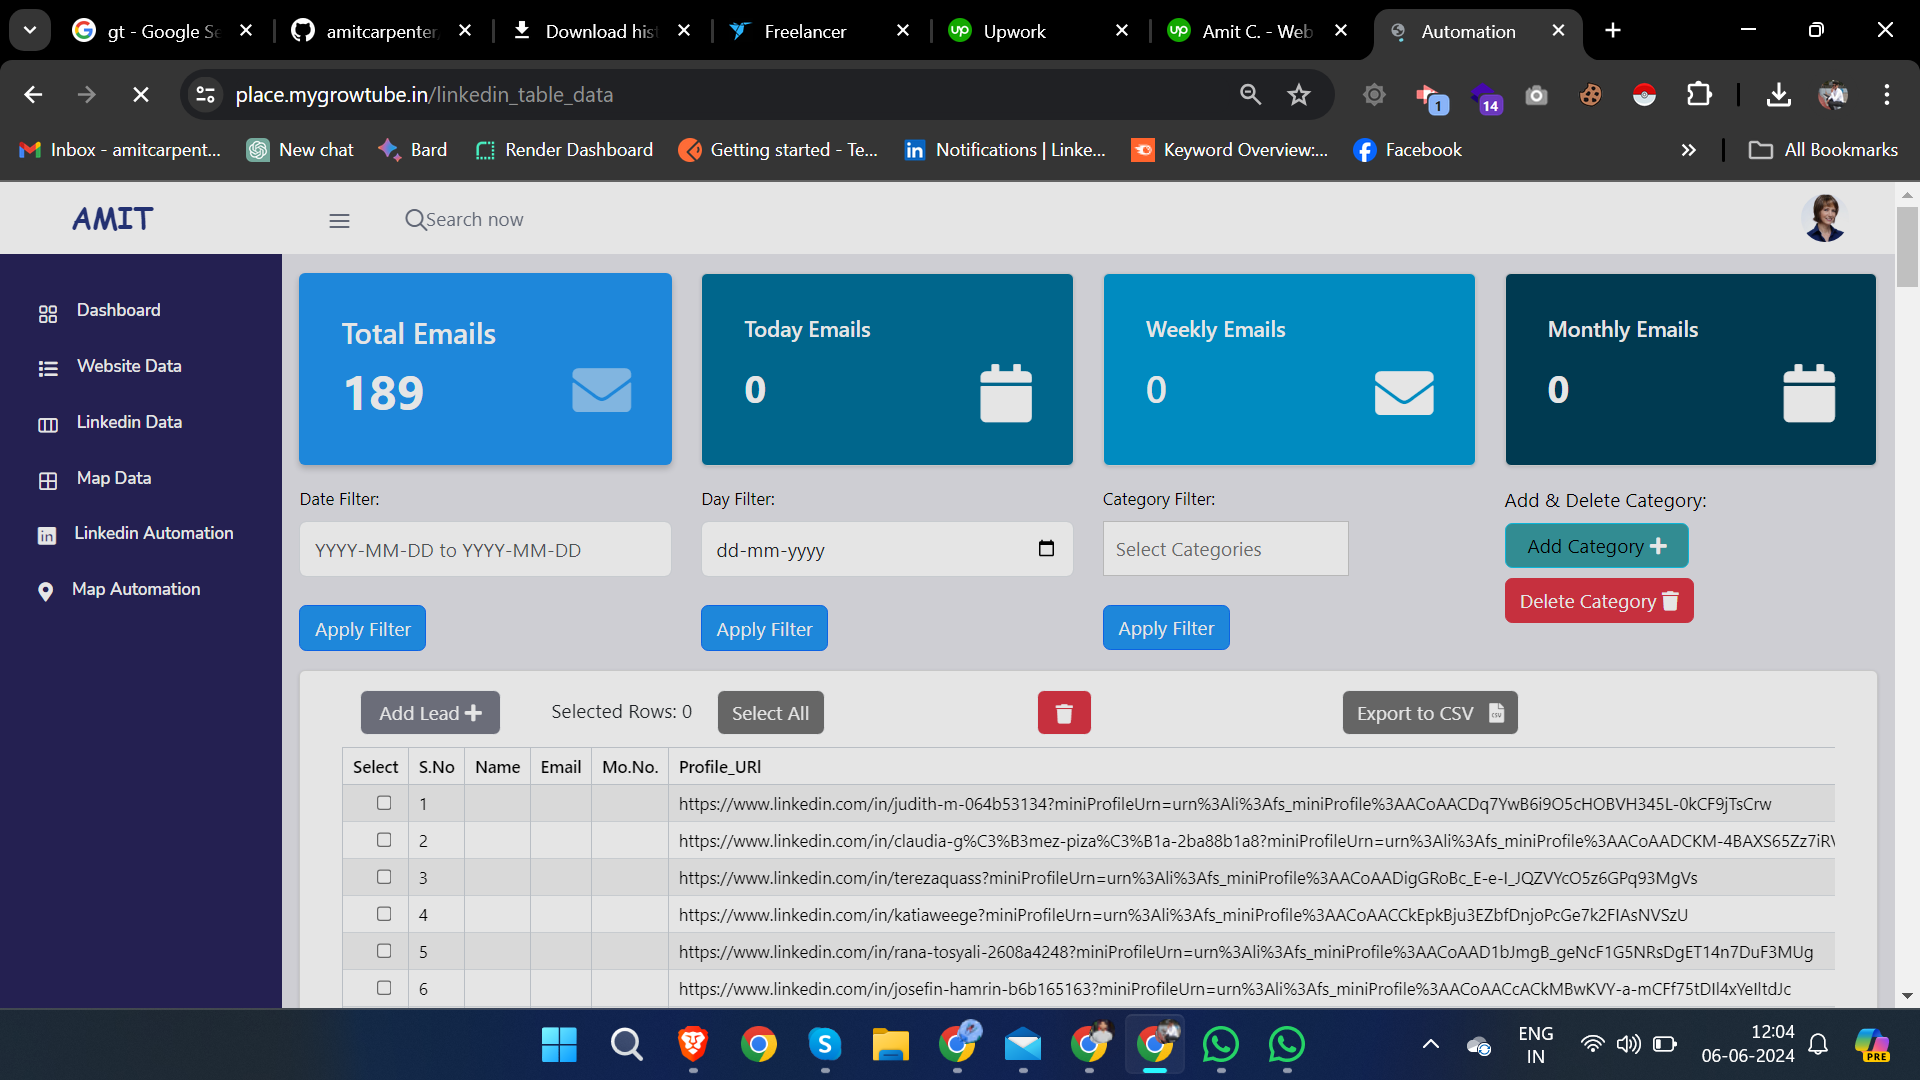 gt - Google Se
amitcarpenter
Download hist
Freelancer
Upwork
Amit C. - Web
Automation
place.mygrowtube.in/linkedin_table_data
1
14
Inbox - amitcarpent...
New chat
Bard
Render Dashboard
Getting started - Te...
Notifications | Linke...
Keyword Overview:...
Facebook
All Bookmarks
AMIT
Search now
Dashboard
Website Data
Linkedin Data
Map Data
Linkedin Automation
Map Automation
Total Emails
189
Today Emails
0
Weekly Emails
0
Monthly Emails
0
Date Filter:
YYYY-MM-DD to YYYY-MM-DD
Apply Filter
Day Filter:
dd-mm-yyyy
Apply Filter
Category Filter:
Select Categories
Apply Filter
Add & Delete Category:
Add Category
Delete Category
Add Lead
Selected Rows: 0
Select All
Export to CSV
Select S.No Name Email Mo.No. Profile_URl
1 https://www.linkedin.com/in/judith-m-064b53134?miniProfileUrn=urn%3Ali%3Afs_miniProfile%3AACoAACDq7YwB6i9O5cHOBVH345L-0kCF9jTsCrw
2 https://www.linkedin.com/in/claudia-g%C3%B3mez-piza%C3%B1a-2ba88b1a8?miniProfileUrn=urn%3Ali%3Afs_miniProfile%3AACoAADCKM-4BAXS65Zz7iRV
3 https://www.linkedin.com/in/terezaquass?miniProfileUrn=urn%3Ali%3Afs_miniProfile%3AACoAADigGRoBc_E-e-I_JQZVYcO5z6GPq93MgVs
4 https://www.linkedin.com/in/katiaweege?miniProfileUrn=urn%3Ali%3Afs_miniProfile%3AACoAACCkEpkBju3EZbfDnjoPcGe7k2FIAsNVSzU
5 https://www.linkedin.com/in/rana-tosyali-2608a4248?miniProfileUrn=urn%3Ali%3Afs_miniProfile%3AACoAAD1bJmgB_geNcF1G5NRsDgET14n7DuF3MUg
6 https://www.linkedin.com/in/josefin-hamrin-b6b165163?miniProfileUrn=urn%3Ali%3Afs_miniProfile%3AACoAACcACkMBwKVY-a-mCFf75tDIl4xYeIltdJc
ENG
IN
12:04
06-06-2024
PRE